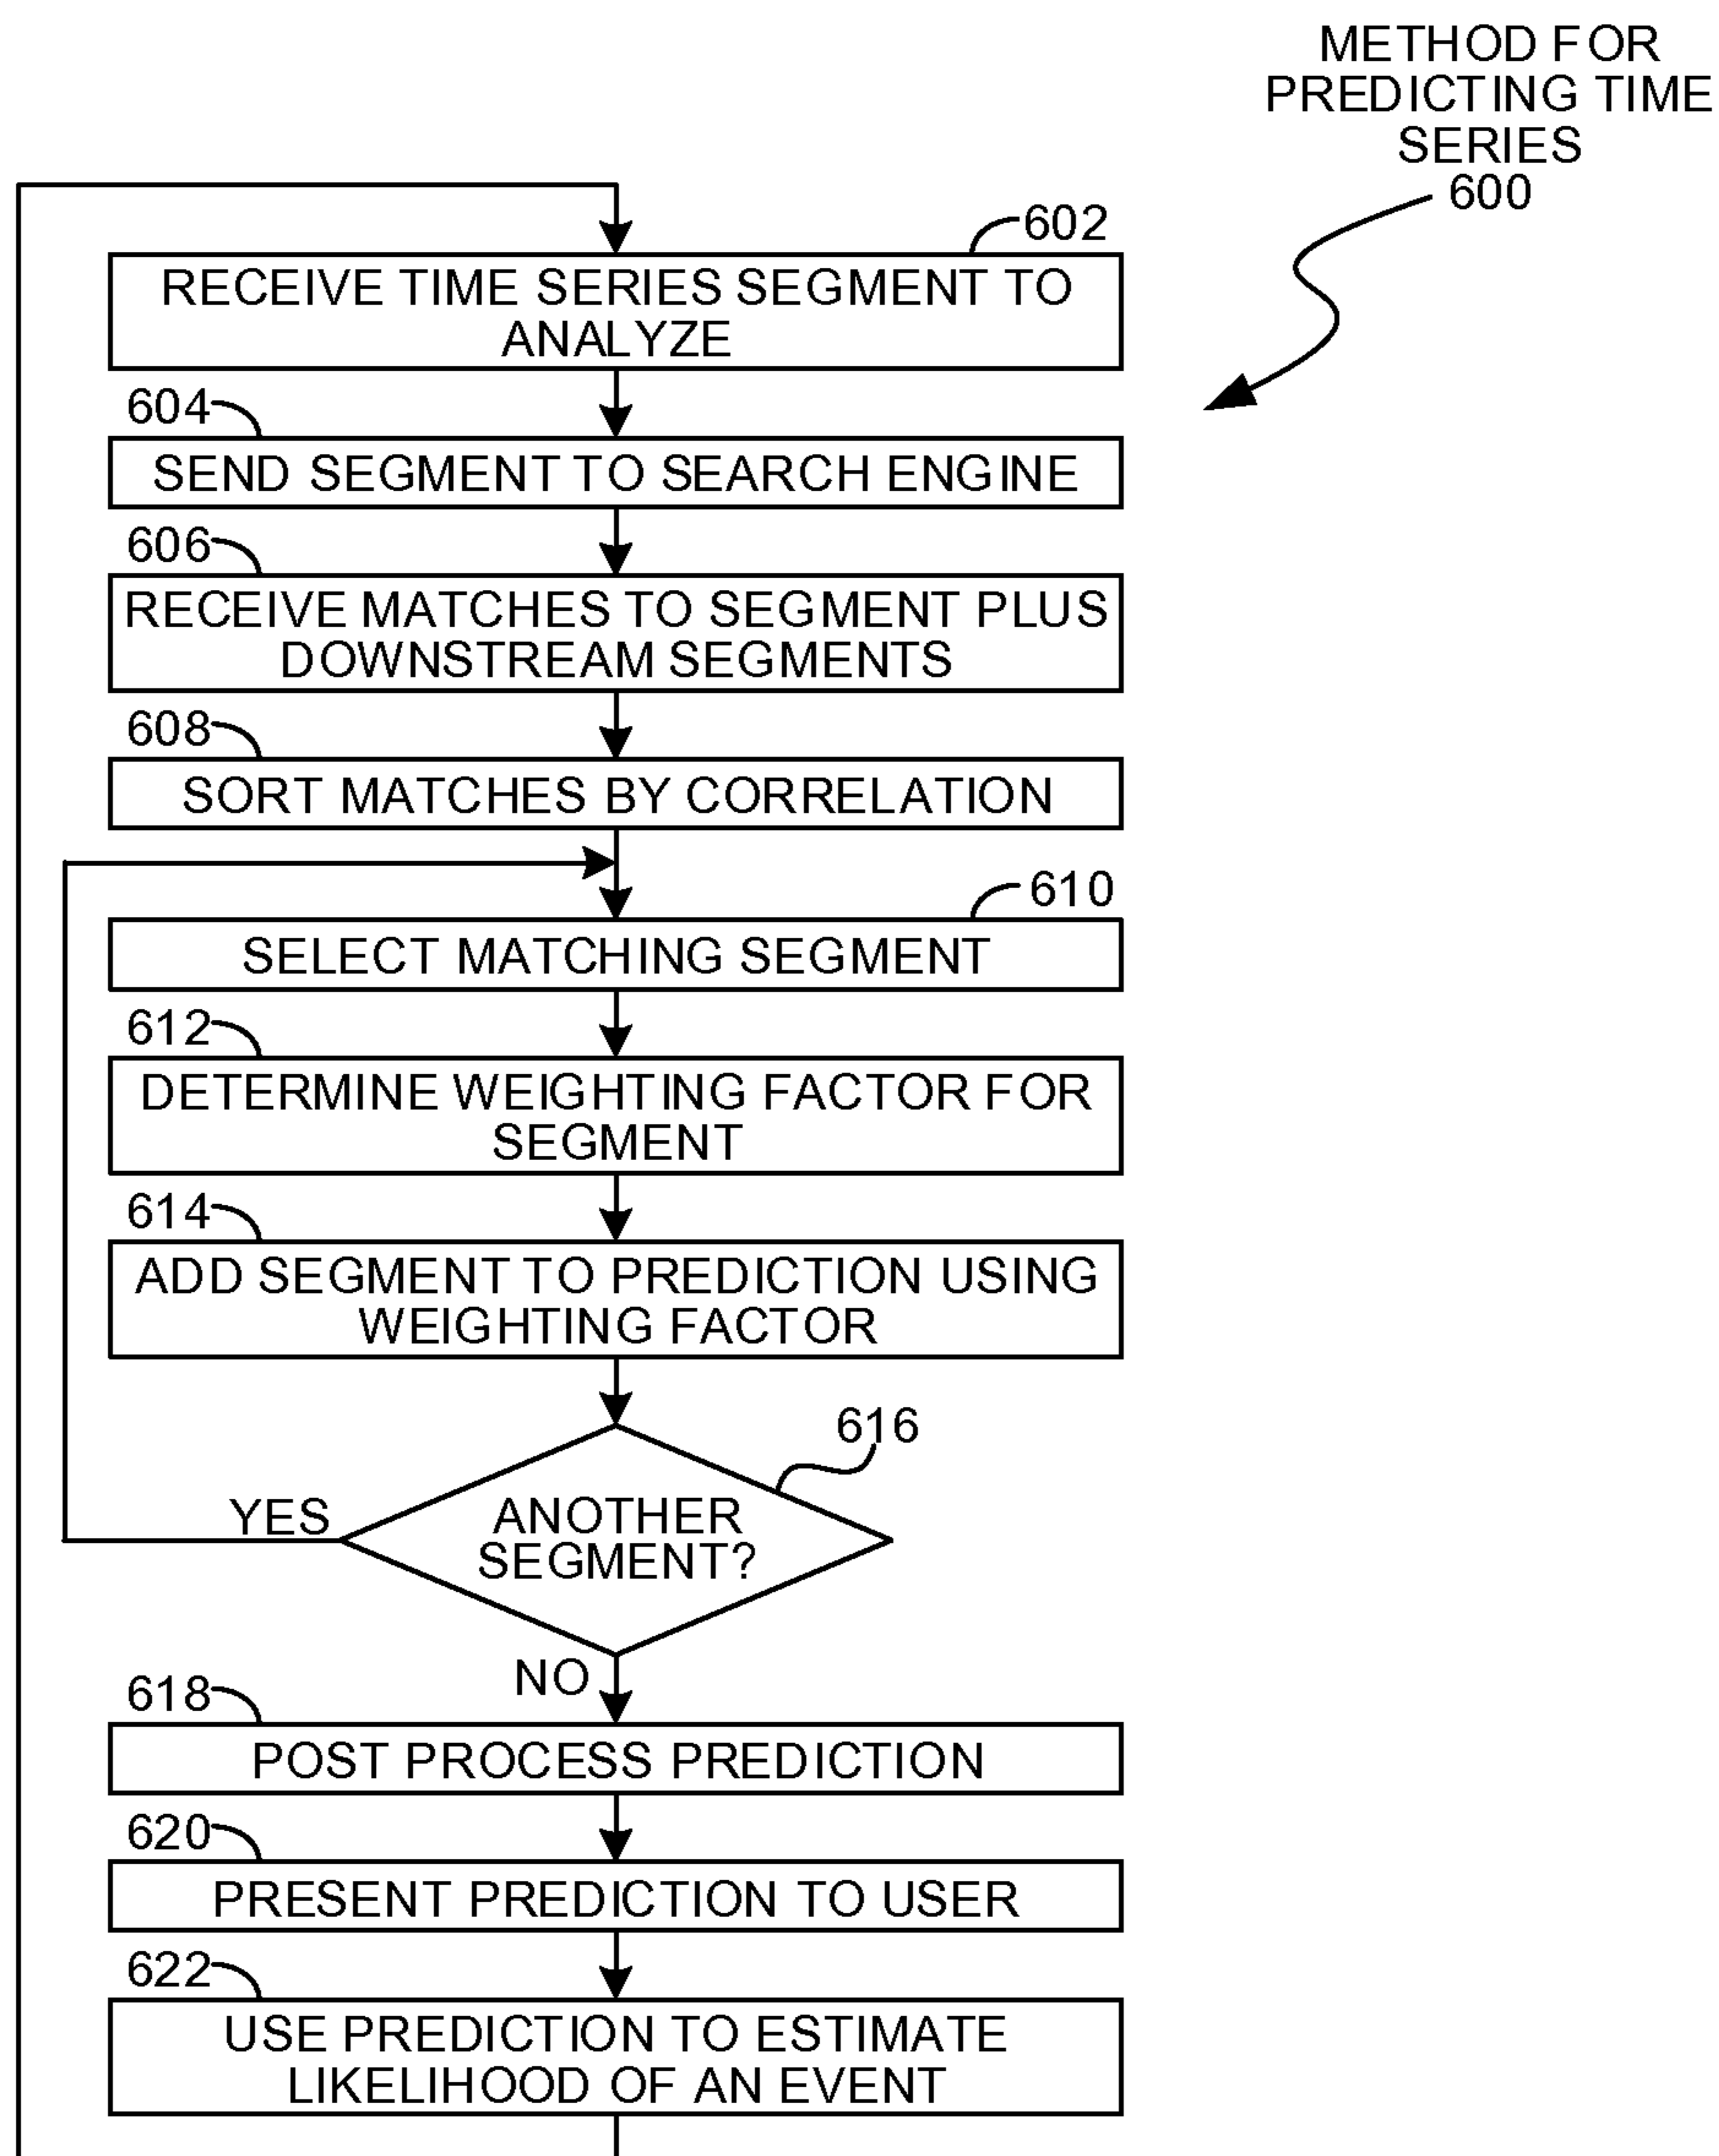 METHOD FOR
PREDICTING TIME
SERIES
600
602
RECEIVE TIME SERIES SEGMENT TO
ANALYZE
604
SEND SEGMENT TO SEARCH ENGINE
606
RECEIVE MATCHES TO SEGMENT PLUS
DOWNSTREAM SEGMENTS
608
SORT MATCHES BY CORRELATION
610
SELECT MATCHING SEGMENT
612
DETERMINE WEIGHTING FACTOR FOR
SEGMENT
614
ADD SEGMENT TO PREDICTION USING
WEIGHTING FACTOR
616
ANOTHER
SEGMENT?
YES
NO
618
POST PROCESS PREDICTION
620
PRESENT PREDICTION TO USER
622
USE PREDICTION TO ESTIMATE
LIKELIHOOD OF AN EVENT